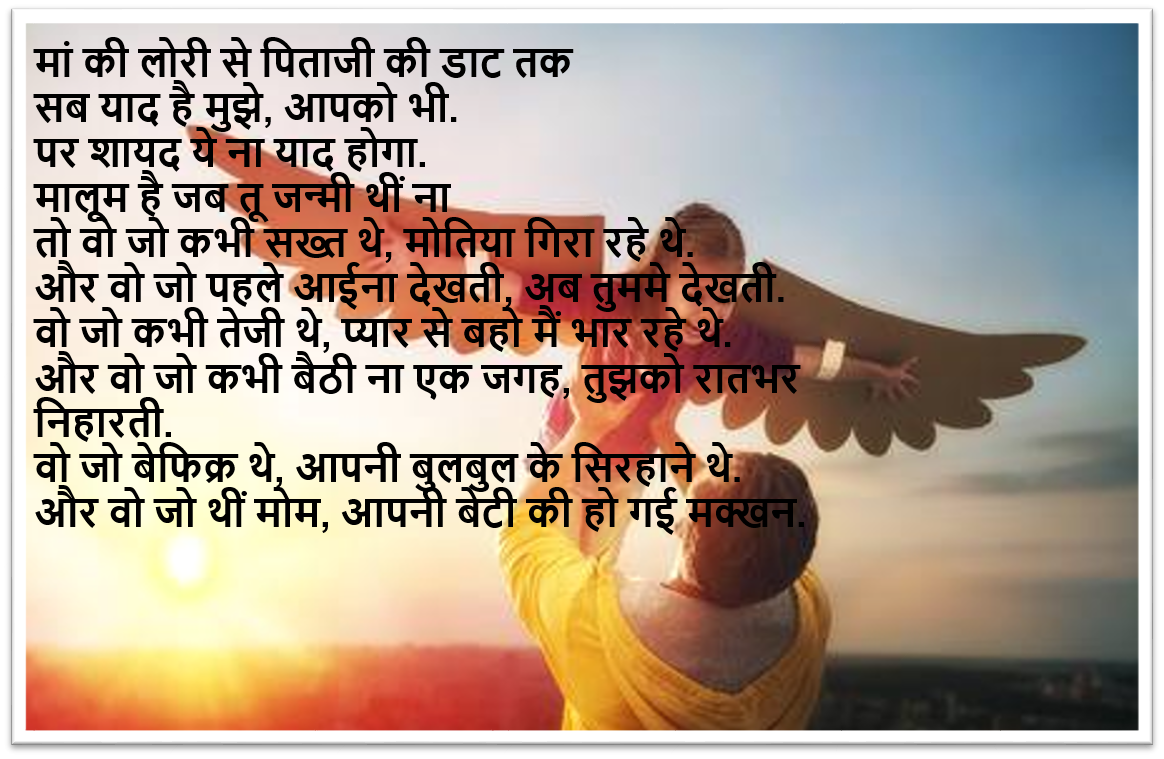 मां की लोरी से पिताजी की डाट तक
सब याद है मुझे, आपको भी.
पर शायद ये ना याद होगा.
मालूम है जब तू जन्मी थीं ना
तो वो जो कभी सख्त थे, मोतिया गिरा रहे थे.
और वो जो पहले आईना देखती, अब तुममे देखती.
वो जो कभी तेजी थे, प्यार से बहो मैं भार रहे थे.
और वो जो कभी बैठी ना एक जगह, तुझको रातभर
निहारती.
वो जो बेफिक्र थे, आपनी बुलबुल के सिरहाने थे.
और वो जो थीं मोम, आपनी बेटी की हो गई मक्खन.